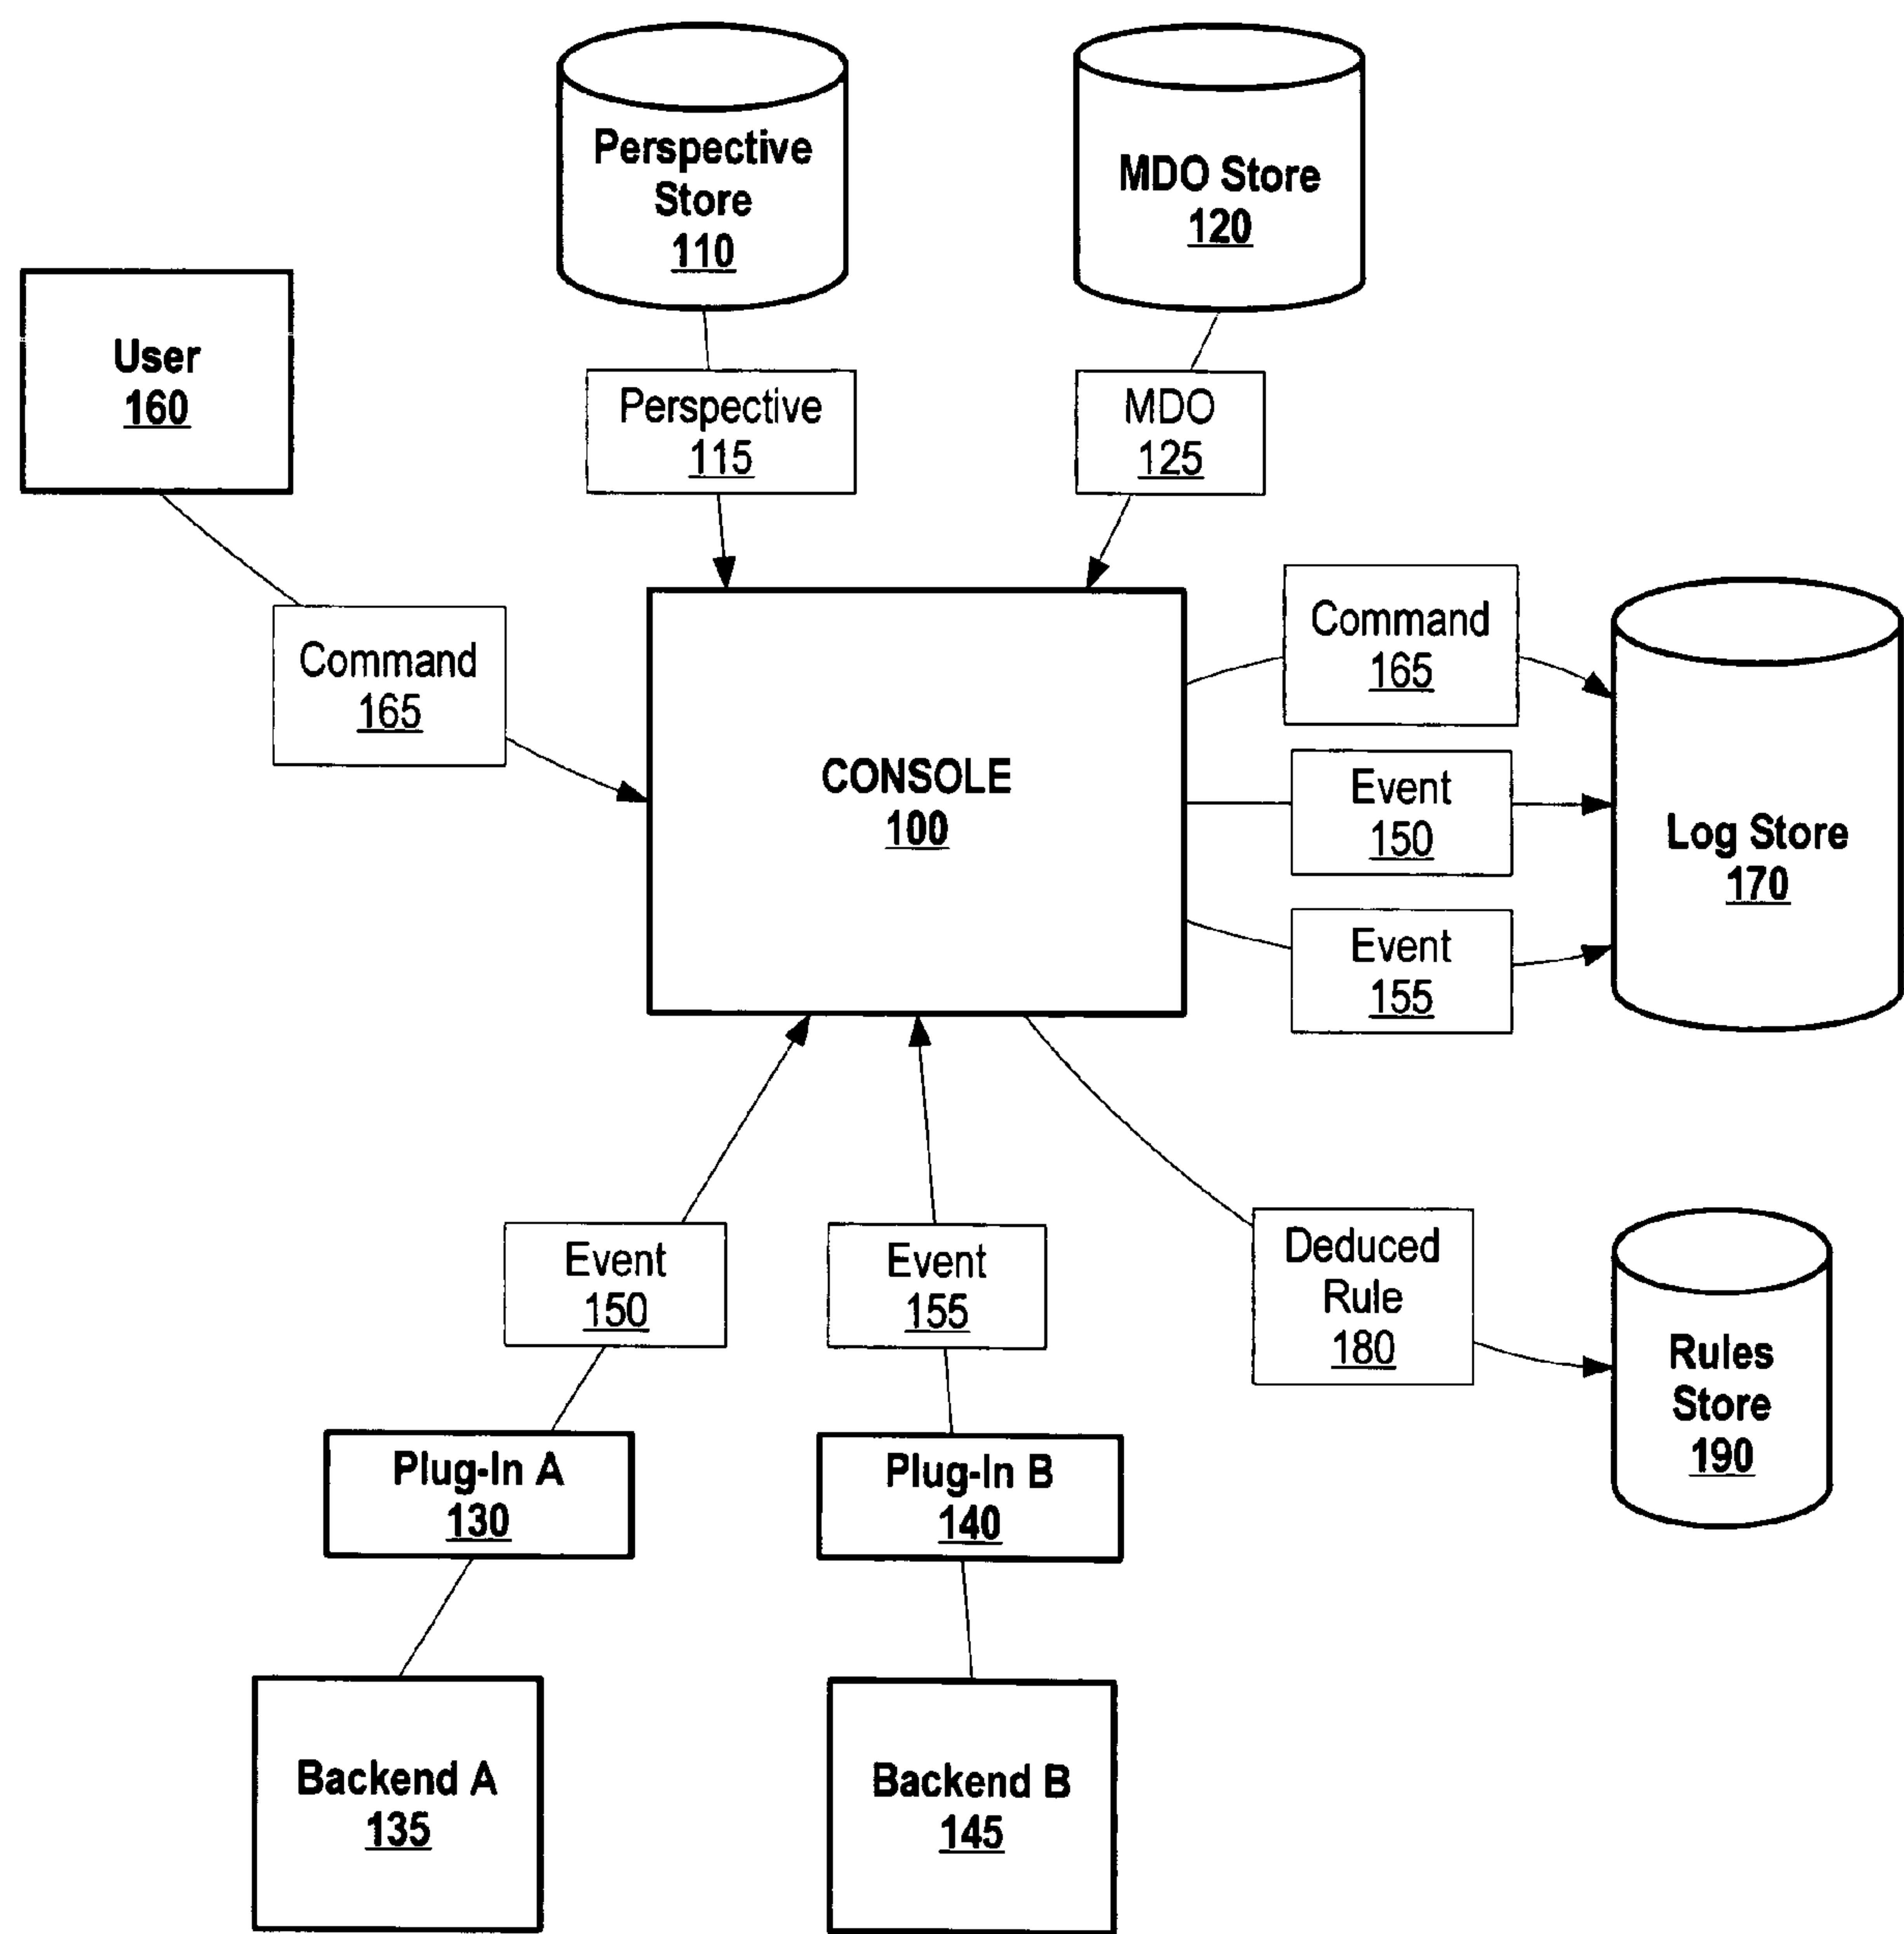 Perspective
Store
110
MDO Store
120
User
160
Perspective
115
MDO
125
Command
165
CONSOLE
100
Command
165
Event
150
Event
155
Log Store
170
Event
150
Event
155
Deduced
Rule
180
Rules
Store
190
Plug-In A
130
Plug-In B
140
Backend A
135
Backend B
145